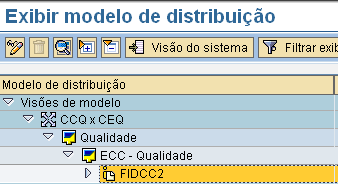 Exibir modelo de distribuição
Visão do sistema Filtrar exib
Modelo de distribuição
Visões de modelo
CCQ x CEQ
Qualidade
ECC - Qualidade
FIDCC2